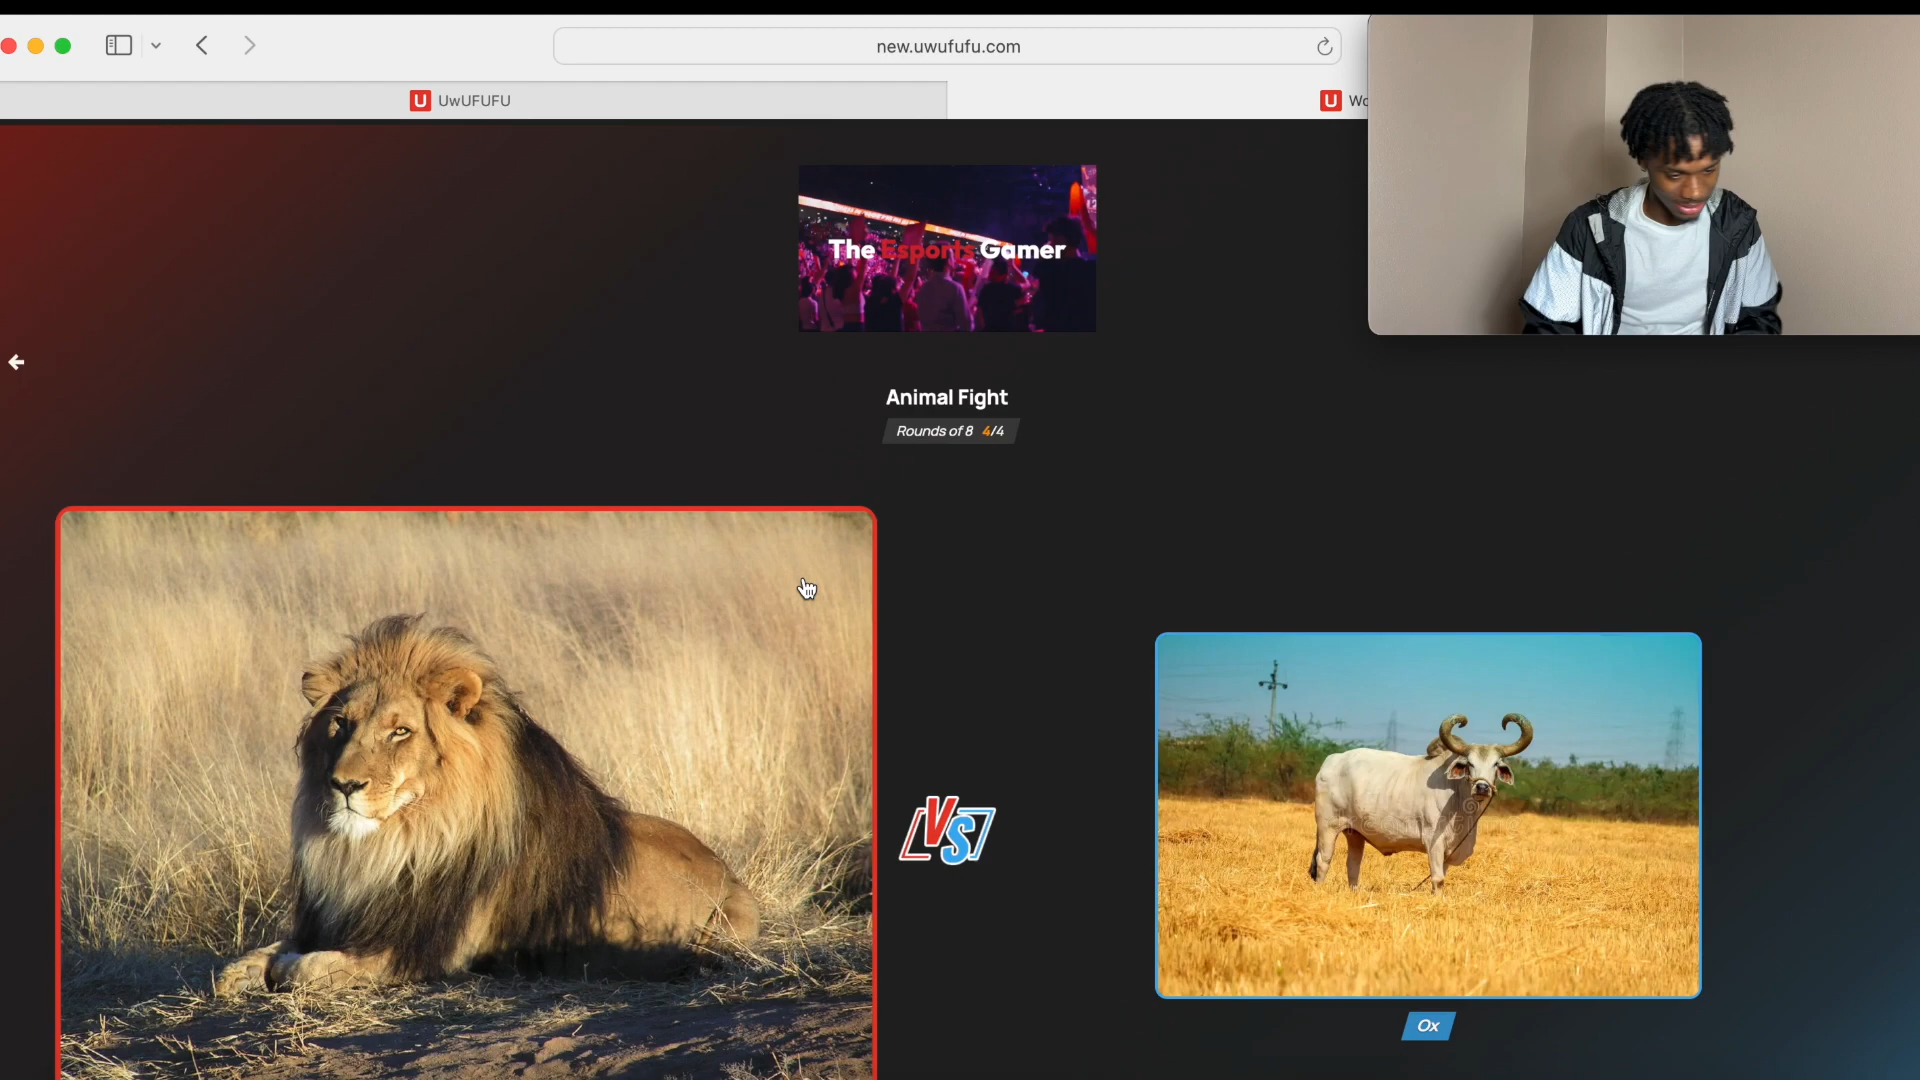 new.uwufufu.com
U UwUFUFU
U Wo
The Esports Gamer
Animal Fight
Rounds of 8 4/4
VS
Ox